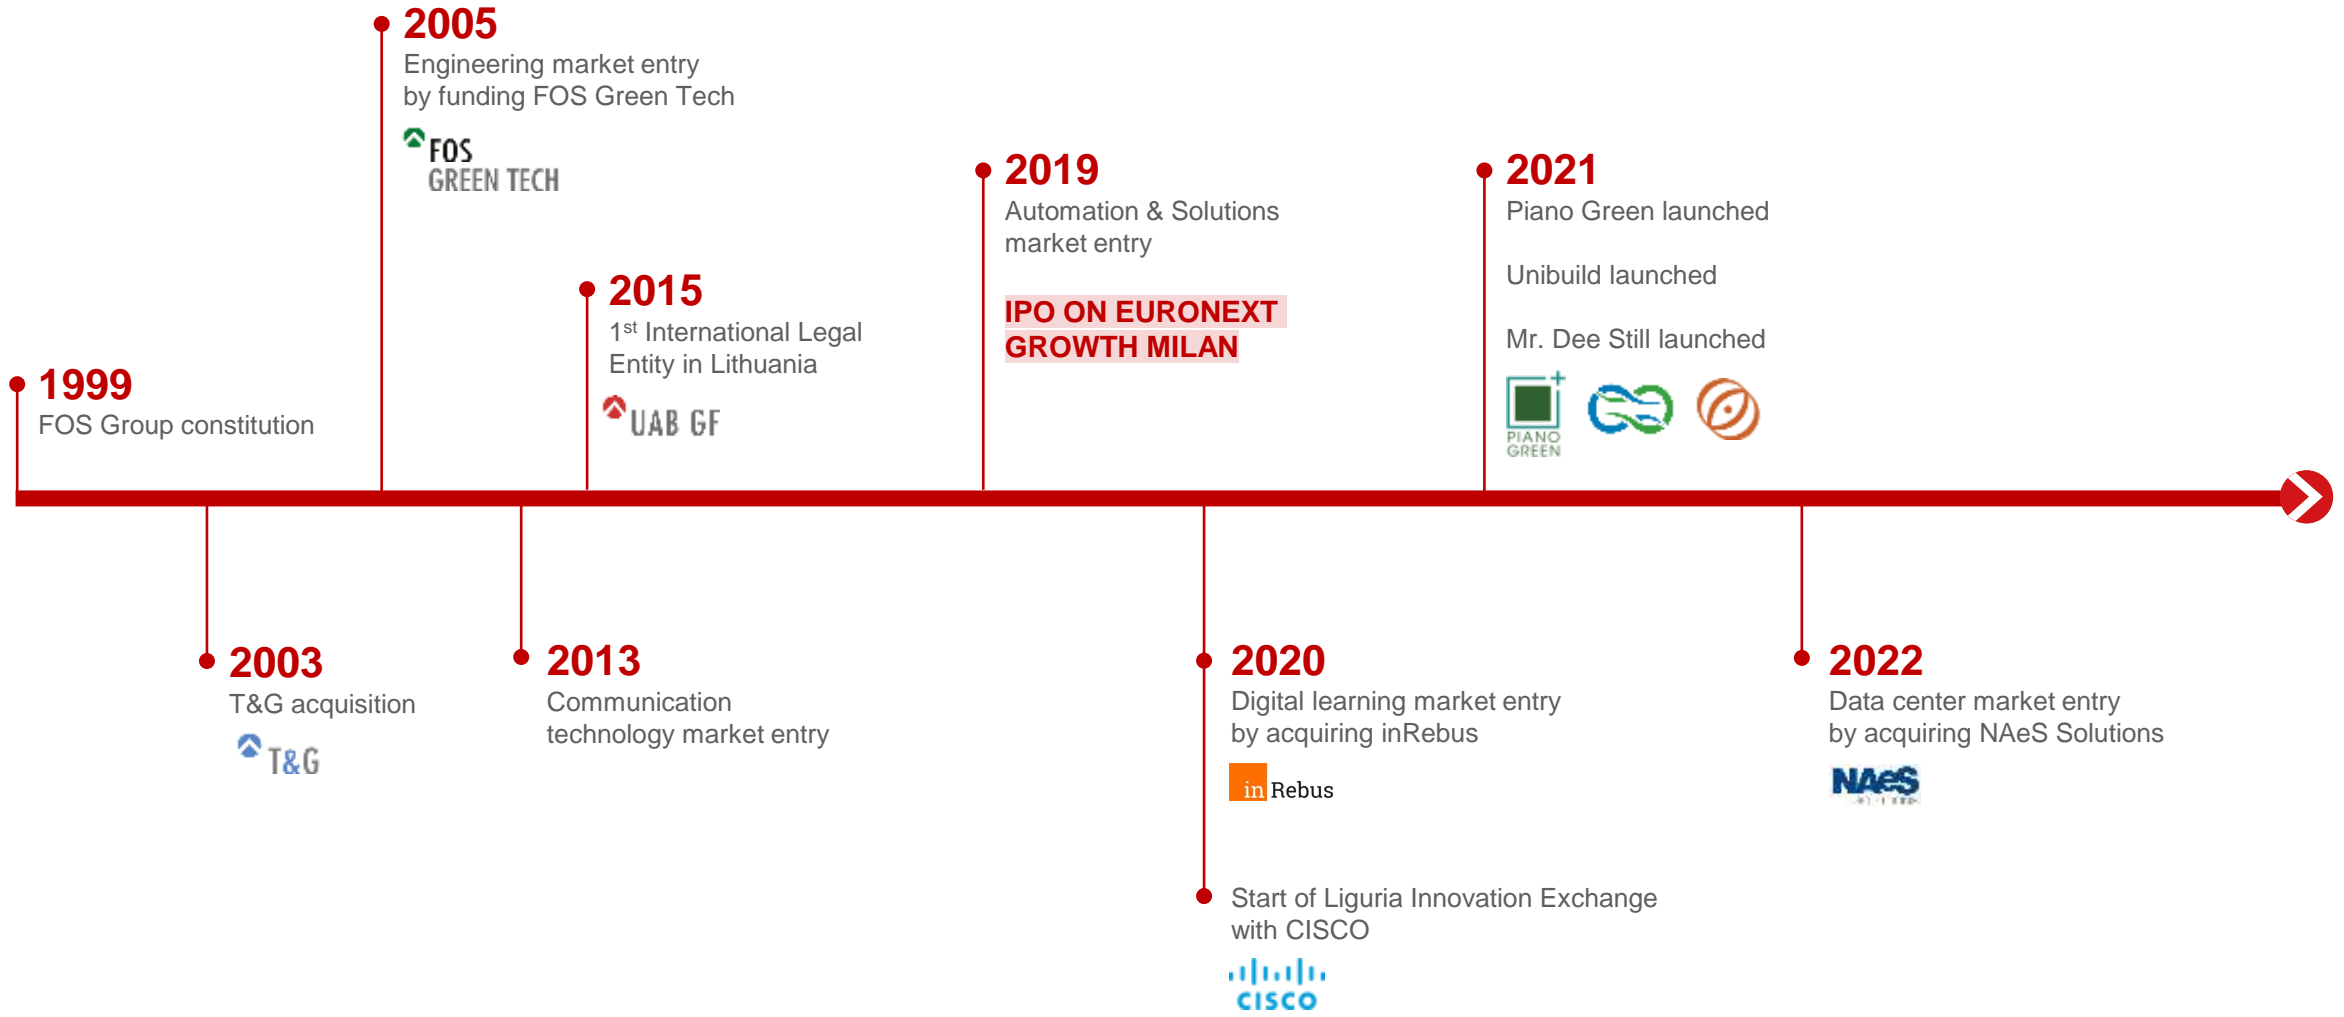 2005
Engineering market entry
by funding FOS Green Tech
FOS
GREEN TECH
2019
Automation & Solutions
market entry
IPO ON EURONEXT
GROWTH MILAN
2021
Piano Green launched
Unibuild launched
Mr. Dee Still launched
PIANO
GREEN
2015
1st International Legal
Entity in Lithuania
UAB GF
1999
FOS Group constitution
2003
T&G acquisition
T&G
2013
Communication
technology market entry
2020
Digital learning market entry
by acquiring inRebus
in Rebus
Start of Liguria Innovation Exchange
with CISCO
CISCO
2022
Data center market entry
by acquiring NAeS Solutions
NAeS